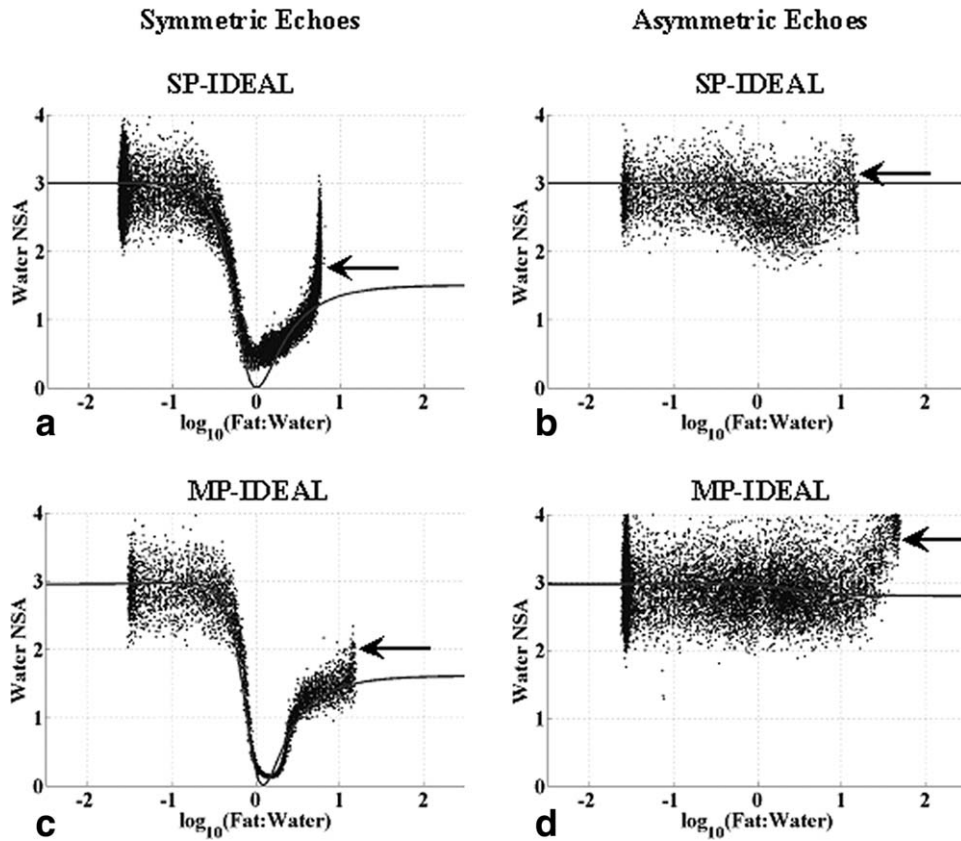 Symmetric Echoes
Asymmetric Echoes
SP-IDEAL
SP-IDEAL
4
3
2
1
0
Water NSA
-2
-1
0
1
2
log10(Fat:Water)
a
4
3
2
1
0
Water NSA
-2
-1
0
1
2
log10(Fat:Water)
b
MP-IDEAL
MP-IDEAL
4
3
2
1
0
Water NSA
-2
-1
0
1
2
log10(Fat:Water)
c
4
3
2
1
0
Water NSA
-2
-1
0
1
2
log10(Fat:Water)
d